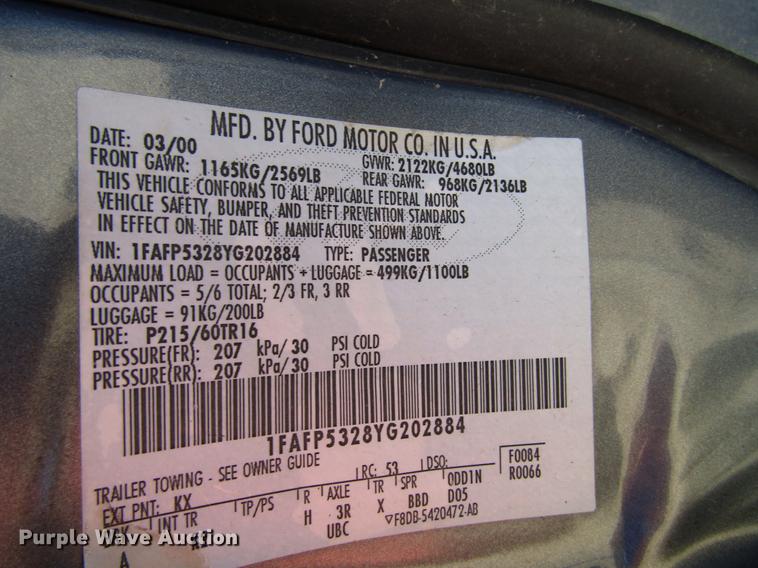 MFD. BY FORD MOTOR CO. IN U.S.A.
DATE: 03/00 GVWR: 2122KG/4680LB
FRONT GAWR: 1165KG/2569LB REAR GAWR: 968KG/2136LB
THIS VEHICLE CONFORMS TO ALL APPLICABLE FEDERAL MOTOR
VEHICLE SAFETY, BUMPER, AND THEFT PREVENTION STANDARDS
IN EFFECT ON THE DATE OF MANUFACTURE SHOWN ABOVE.
VIN: 1FAFP5328YG202884 TYPE: PASSENGER
MAXIMUM LOAD = OCCUPANTS + LUGGAGE = 499KG/1100LB
OCCUPANTS = 5/6 TOTAL; 2/3 FR, 3 RR
LUGGAGE = 91KG/200LB
TIRE: P215/60TR16
PRESSURE(FR): 207 kPa/30 PSI COLD
PRESSURE(RR): 207 kPa/30 PSI COLD
1FAFP5328YG202884
TRAILER TOWING - SEE OWNER GUIDE
RC: 53 DSO: F0084
EXT PNT: KX R0066
INT TR TP/PS R AXLE TR SPR ODD1N
A H 3R X BBD D05
UBC ▽F8DB-5420472-AB
Purple Wave Auction